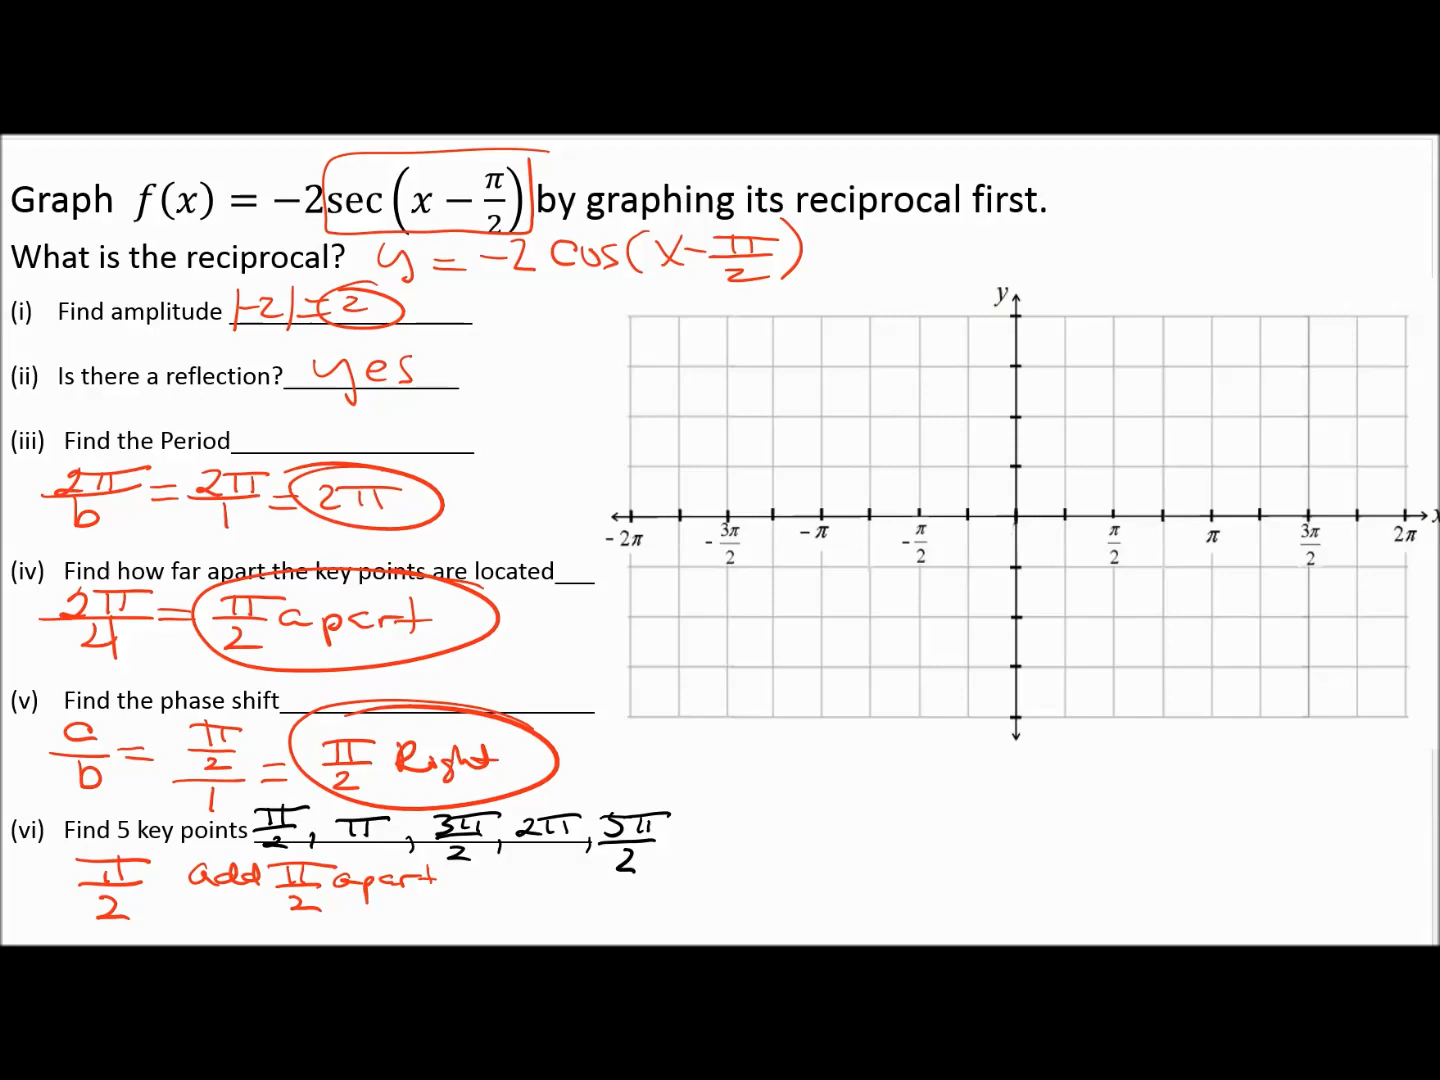 Graph f(x) = −2sec(x − π/2) by graphing its reciprocal first.
What is the reciprocal? y = -2 cos(x-π/2)
(i) Find amplitude |-2| = 2
(ii) Is there a reflection? yes
(iii) Find the Period
2π/b = 2π/1 = 2π
(iv) Find how far apart the key points are located
2π/4 = π/2 apart
(v) Find the phase shift
c/b = π/2/1 = π/2 Right
(vi) Find 5 key points π/2, π, 3π/2, 2π, 5π/2
π/2 add π/2 apart
y
x
-2π -3π/2 -π -π/2 π/2 π 3π/2 2π